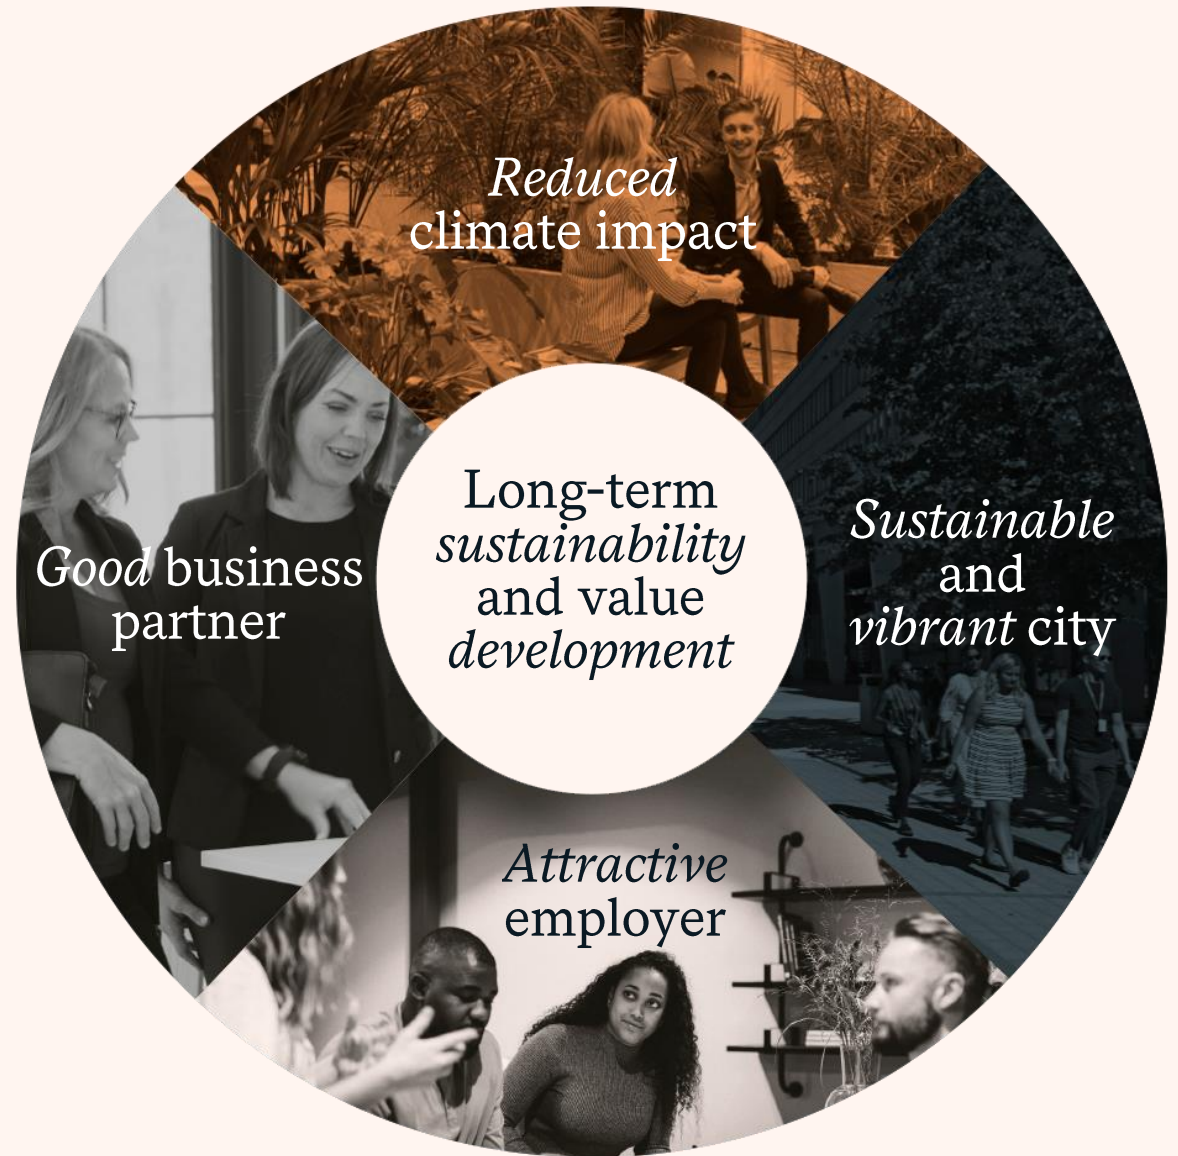 Reduced
climate impact
Long-term
sustainability
and value
development
Sustainable
and
vibrant city
Good business
partner
Attractive
employer